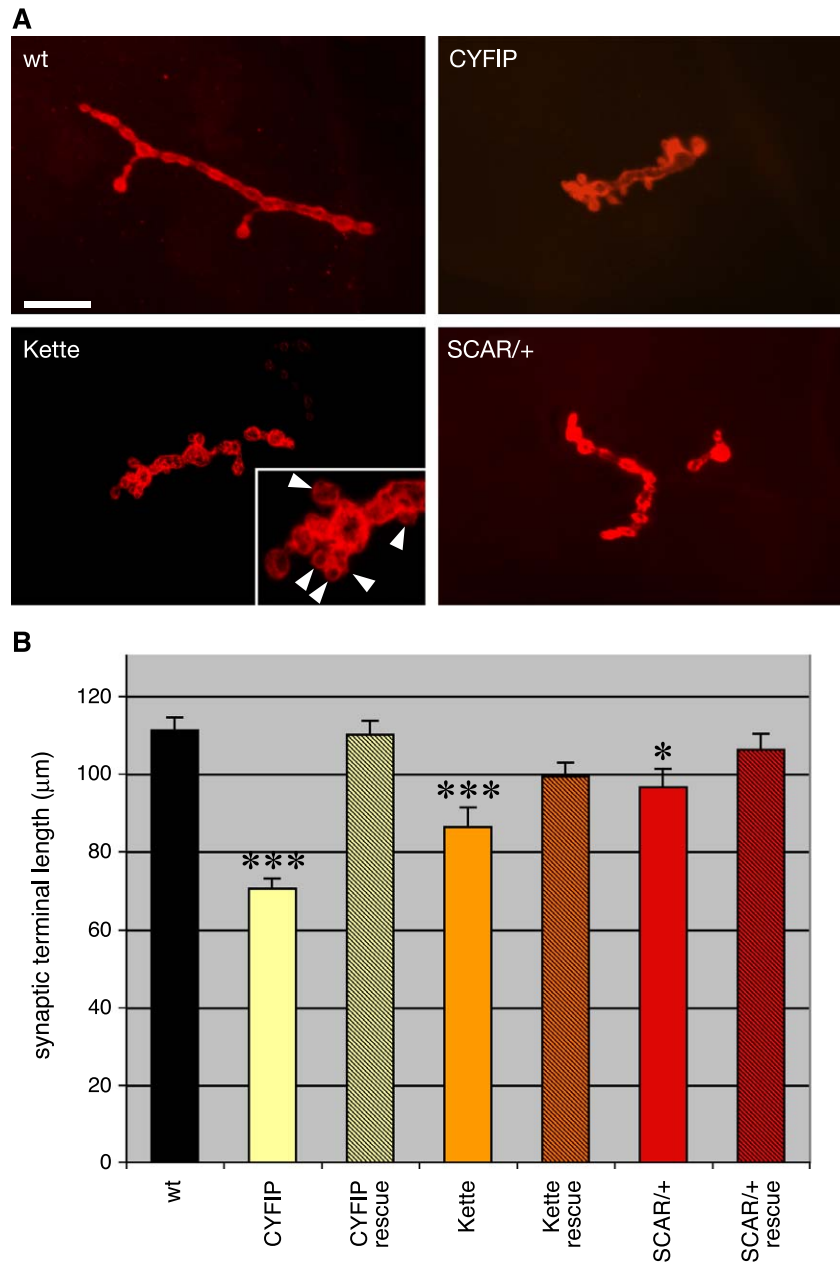 A
wt
CYFIP
Kette
SCAR/+
B
synaptic terminal length (μm)
120
100
80
60
40
20
0
***
***
*
wt
CYFIP
CYFIP
rescue
Kette
Kette
rescue
SCAR/+
SCAR/+
rescue